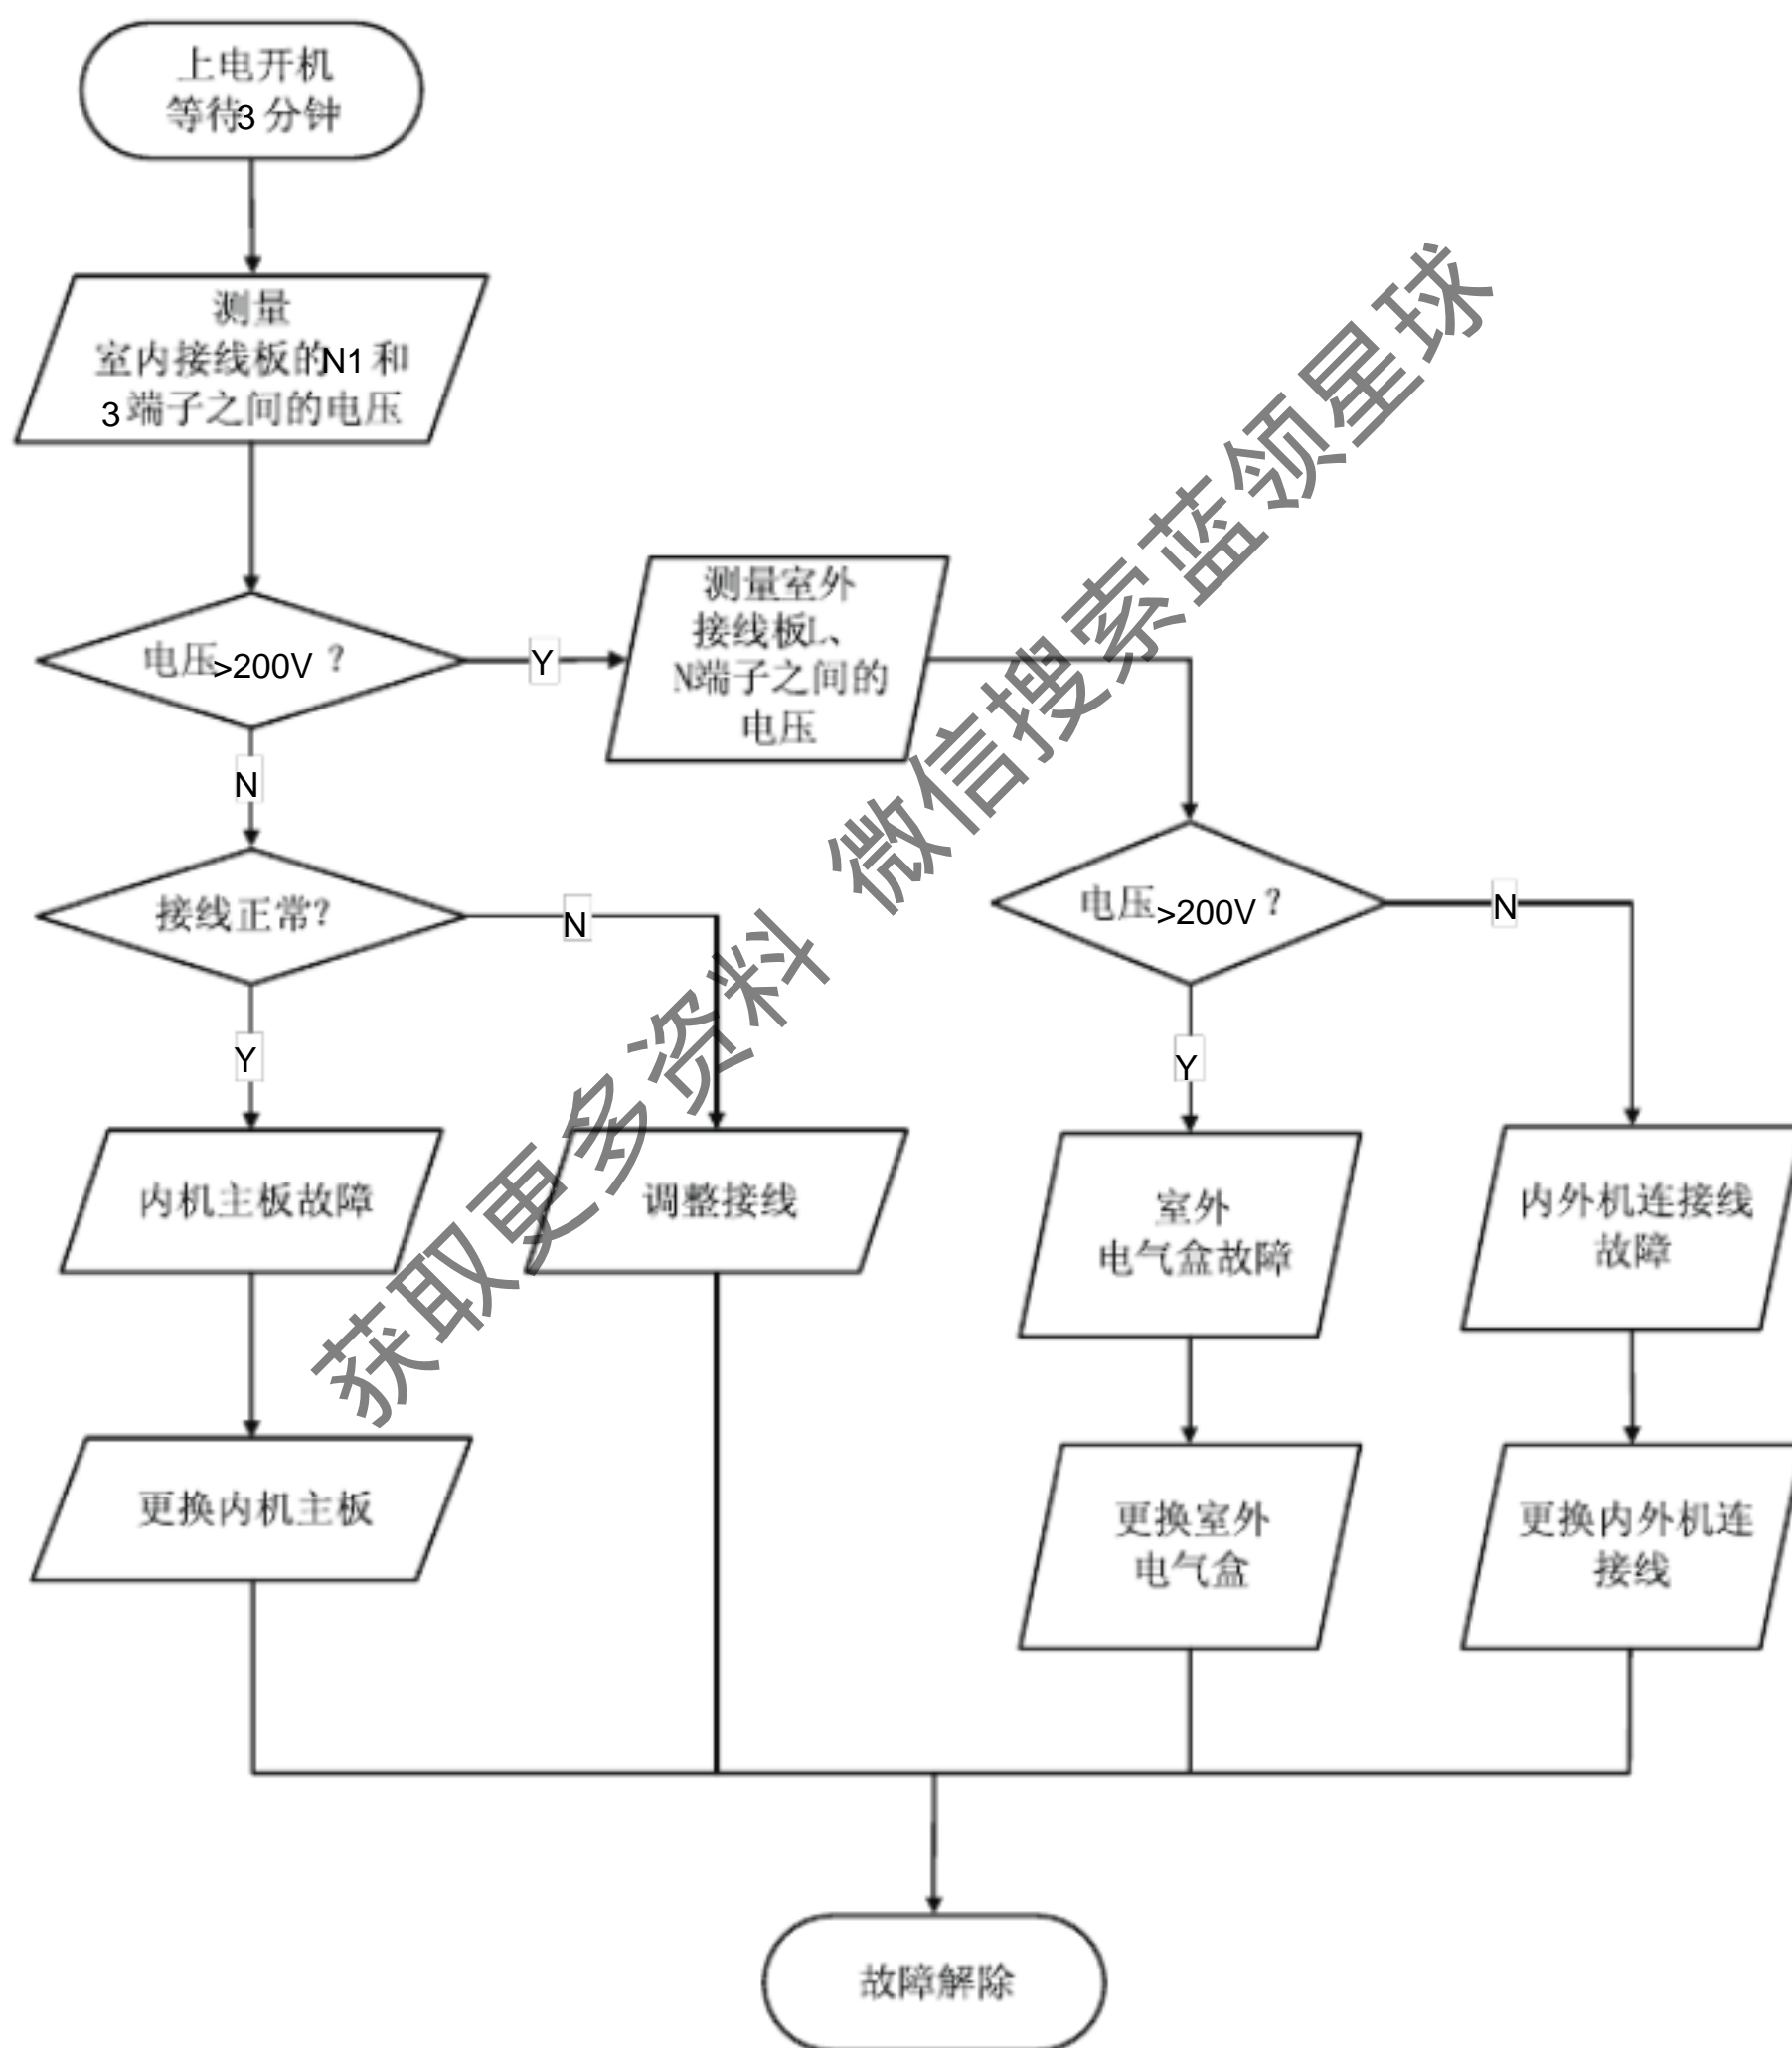 上电开机
等待3 分钟
测量
室内接线板的N1 和
3 端子之间的电压
电压>200V ?
Y
测量室外
接线板L、
N端子之间的
电压
N
接线正常?
N
电压>200V ?
N
Y
Y
内机主板故障
调整接线
室外
电气盒故障
内外机连接线
故障
更换内机主板
更换室外
电气盒
更换内外机连
接线
故障解除
获取更多资料 微信搜索蓝领星球